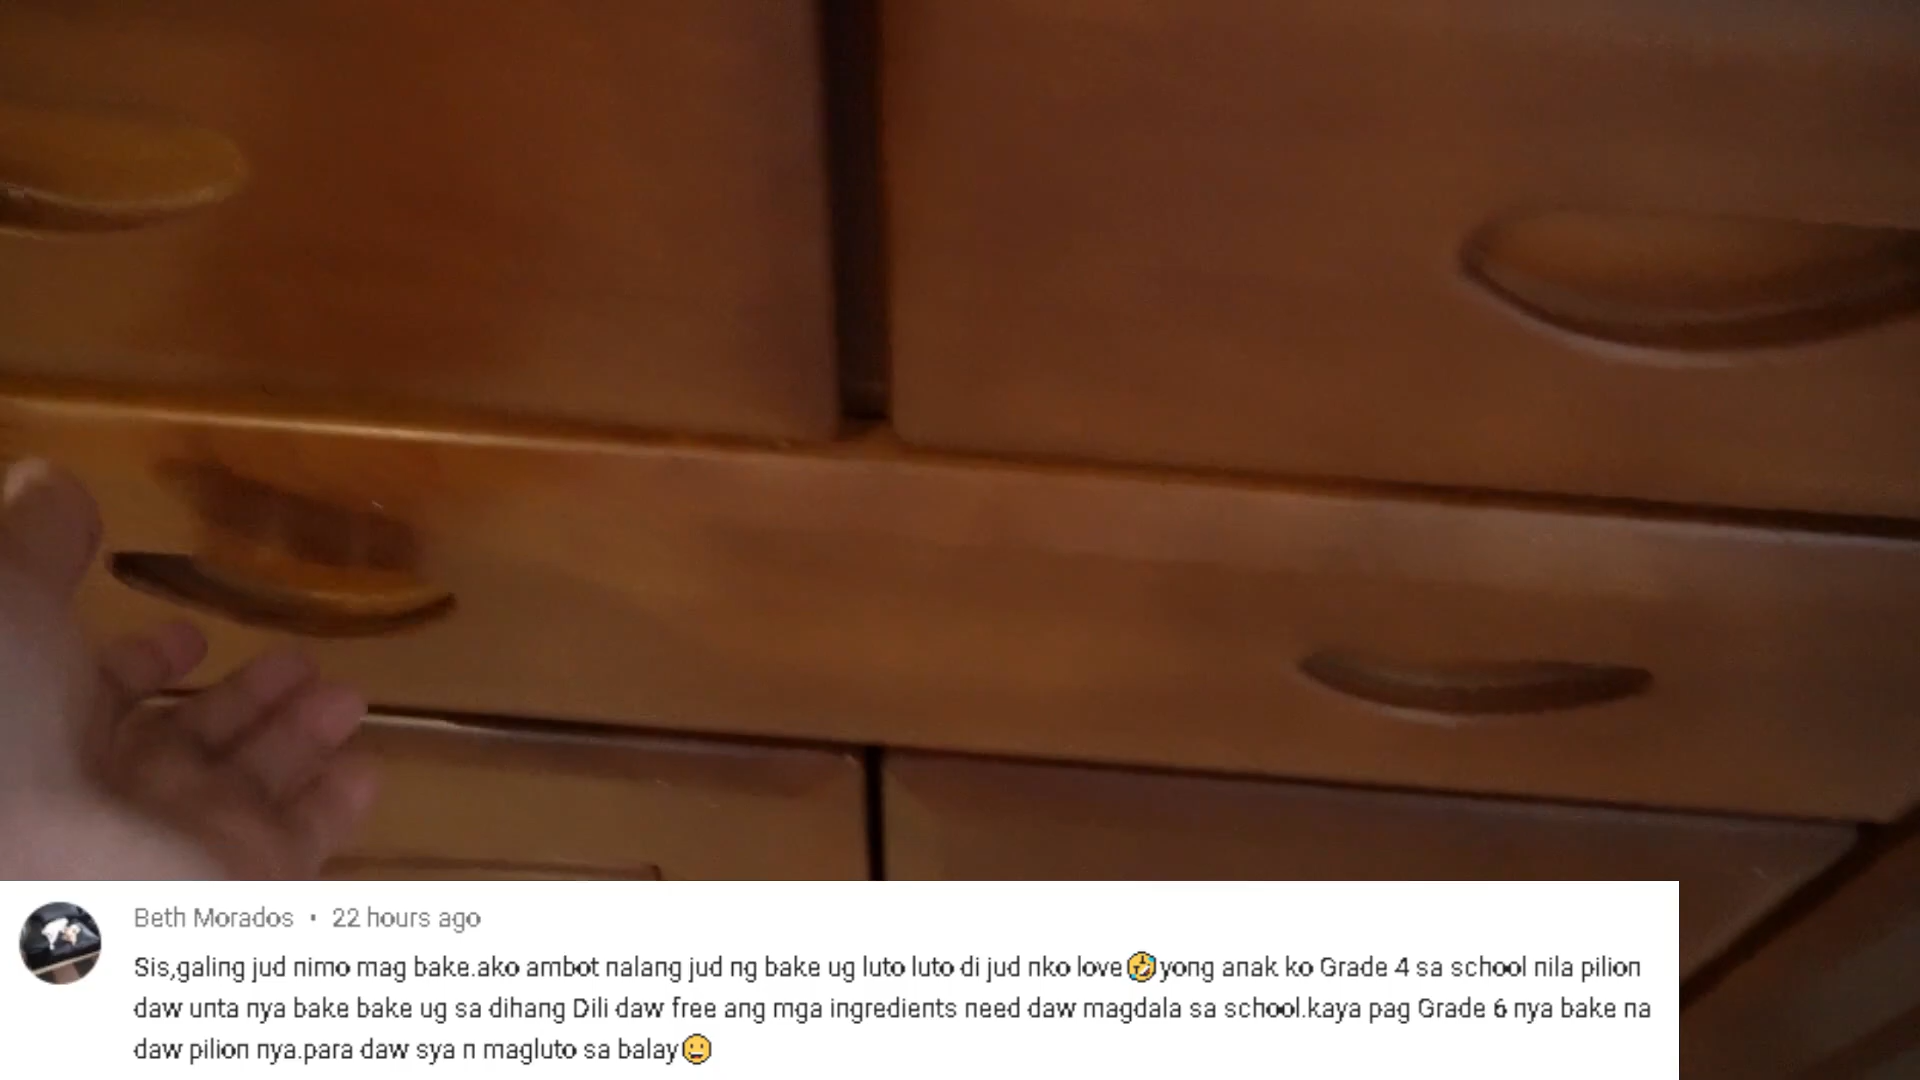 Beth Morados • 22 hours ago
Sis,galing jud nimo mag bake.ako ambot nalang jud ng bake ug luto luto di jud nko love🤣yong anak ko Grade 4 sa school nila pilion
daw unta nya bake bake ug sa dihang Dili daw free ang mga ingredients need daw magdala sa school.kaya pag Grade 6 nya bake na
daw pilion nya.para daw sya n magluto sa balay😀